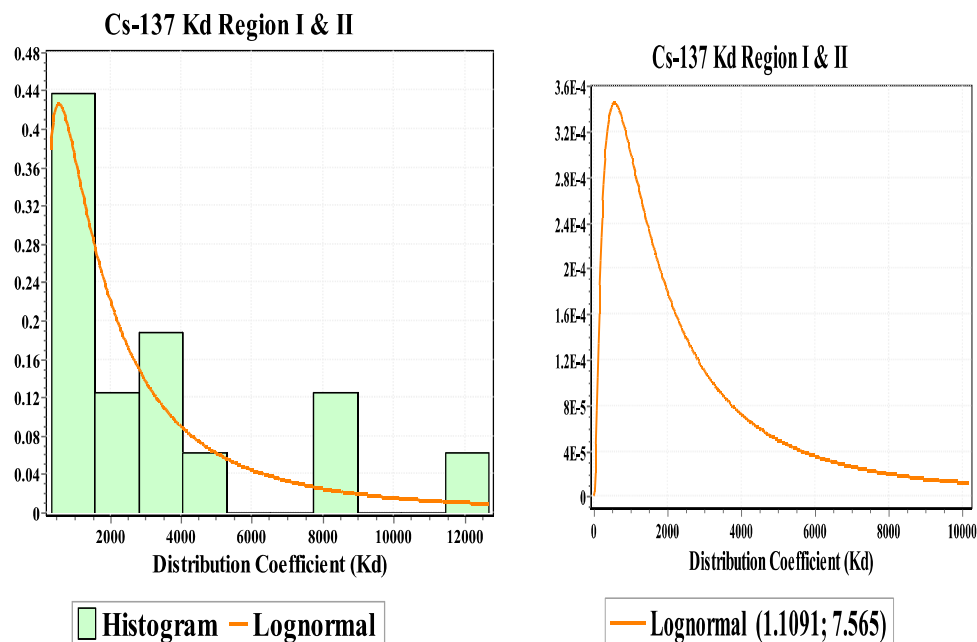 Cs-137 Kd Region I & II
0.48
0.44
0.4
0.36
0.32
0.28
0.24
0.2
0.16
0.12
0.08
0.04
0
2000
4000
6000
8000
10000
12000
Distribution Coefficient (Kd)
Histogram
Lognormal
Cs-137 Kd Region I & II
3.6E-4
3.2E-4
2.8E-4
2.4E-4
2E-4
1.6E-4
1.2E-4
8E-5
4E-5
0
0
2000
4000
6000
8000
10000
Distribution Coefficient (Kd)
Lognormal (1.1091; 7.565)